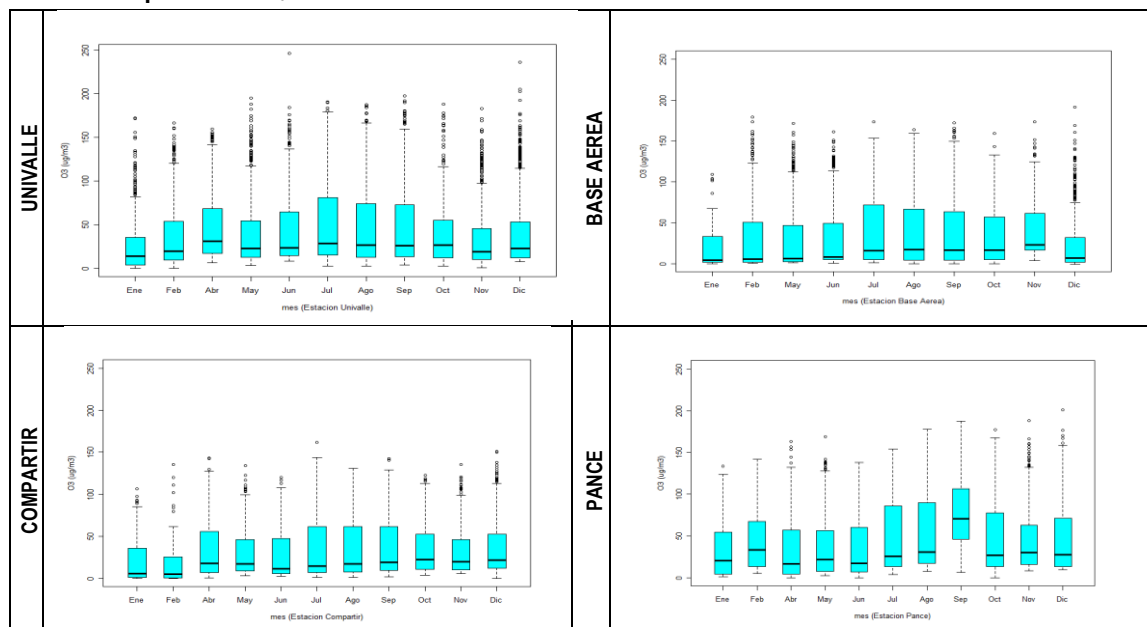 UNIVALLE
O3 (ug/m3)
250
200
150
100
50
0
Ene Feb Abr May Jun Jul Ago Sep Oct Nov Dic
mes (Estacion Univalle)
BASE AEREA
O3 (ug/m3)
250
200
150
100
50
0
Ene Feb May Jun Jul Ago Sep Oct Nov Dic
mes (Estacion Base Aerea)
COMPARTIR
O3 (ug/m3)
250
200
150
100
50
0
Ene Feb Abr May Jun Jul Ago Sep Oct Nov Dic
mes (Estacion Compartir)
PANCE
O3 (ug/m3)
250
200
150
100
50
0
Ene Feb Abr May Jun Jul Ago Sep Oct Nov Dic
mes (Estacion Pance)